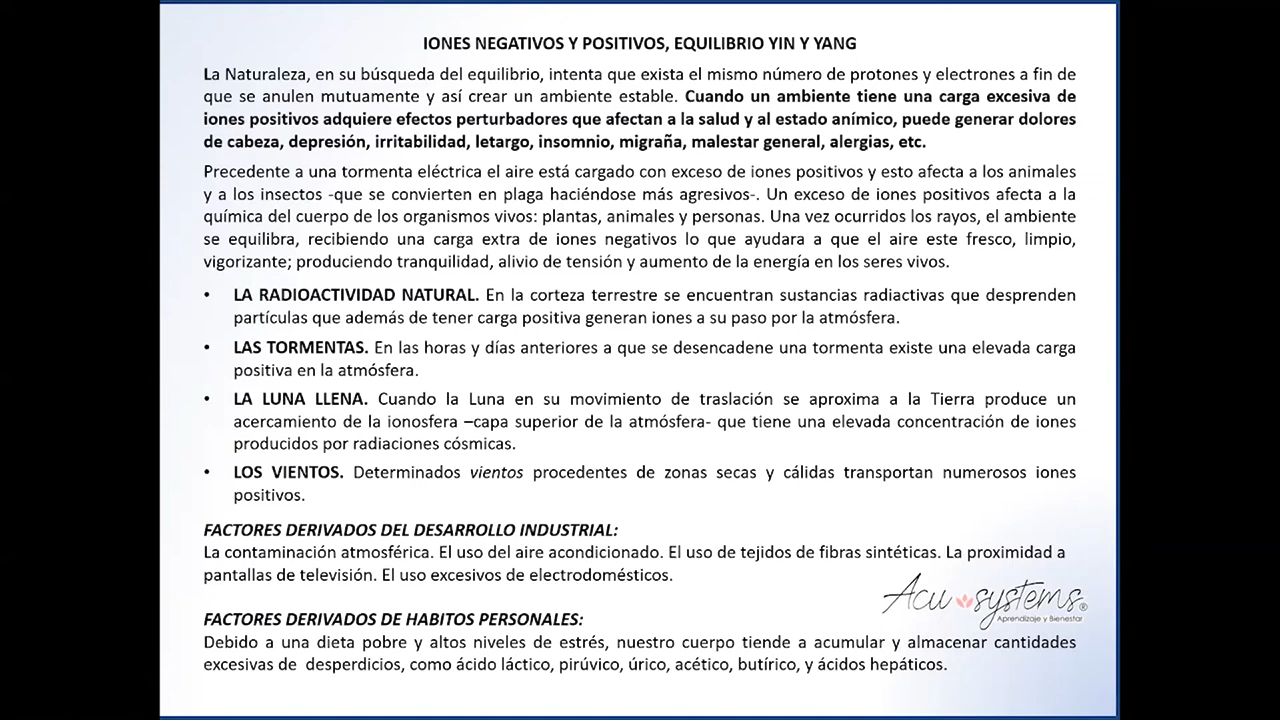 IONES NEGATIVOS Y POSITIVOS, EQUILIBRIO YIN Y YANG
La Naturaleza, en su búsqueda del equilibrio, intenta que exista el mismo número de protones y electrones a fin de
que se anulen mutuamente y así crear un ambiente estable. Cuando un ambiente tiene una carga excesiva de
iones positivos adquiere efectos perturbadores que afectan a la salud y al estado anímico, puede generar dolores
de cabeza, depresión, irritabilidad, letargo, insomnio, migraña, malestar general, alergias, etc.
Precedente a una tormenta eléctrica el aire está cargado con exceso de iones positivos y esto afecta a los animales
y a los insectos -que se convierten en plaga haciéndose más agresivos-. Un exceso de iones positivos afecta a la
química del cuerpo de los organismos vivos: plantas, animales y personas. Una vez ocurridos los rayos, el ambiente
se equilibra, recibiendo una carga extra de iones negativos lo que ayudara a que el aire este fresco, limpio,
vigorizante; produciendo tranquilidad, alivio de tensión y aumento de la energía en los seres vivos.
• LA RADIOACTIVIDAD NATURAL. En la corteza terrestre se encuentran sustancias radiactivas que desprenden
partículas que además de tener carga positiva generan iones a su paso por la atmósfera.
• LAS TORMENTAS. En las horas y días anteriores a que se desencadene una tormenta existe una elevada carga
positiva en la atmósfera.
• LA LUNA LLENA. Cuando la Luna en su movimiento de traslación se aproxima a la Tierra produce un
acercamiento de la ionosfera –capa superior de la atmósfera- que tiene una elevada concentración de iones
producidos por radiaciones cósmicas.
• LOS VIENTOS. Determinados vientos procedentes de zonas secas y cálidas transportan numerosos iones
positivos.
FACTORES DERIVADOS DEL DESARROLLO INDUSTRIAL:
La contaminación atmosférica. El uso del aire acondicionado. El uso de tejidos de fibras sintéticas. La proximidad a
pantallas de televisión. El uso excesivos de electrodomésticos.
Acu systems®
Aprendizaje y Bienestar
FACTORES DERIVADOS DE HABITOS PERSONALES:
Debido a una dieta pobre y altos niveles de estrés, nuestro cuerpo tiende a acumular y almacenar cantidades
excesivas de desperdicios, como ácido láctico, pirúvico, úrico, acético, butírico, y ácidos hepáticos.